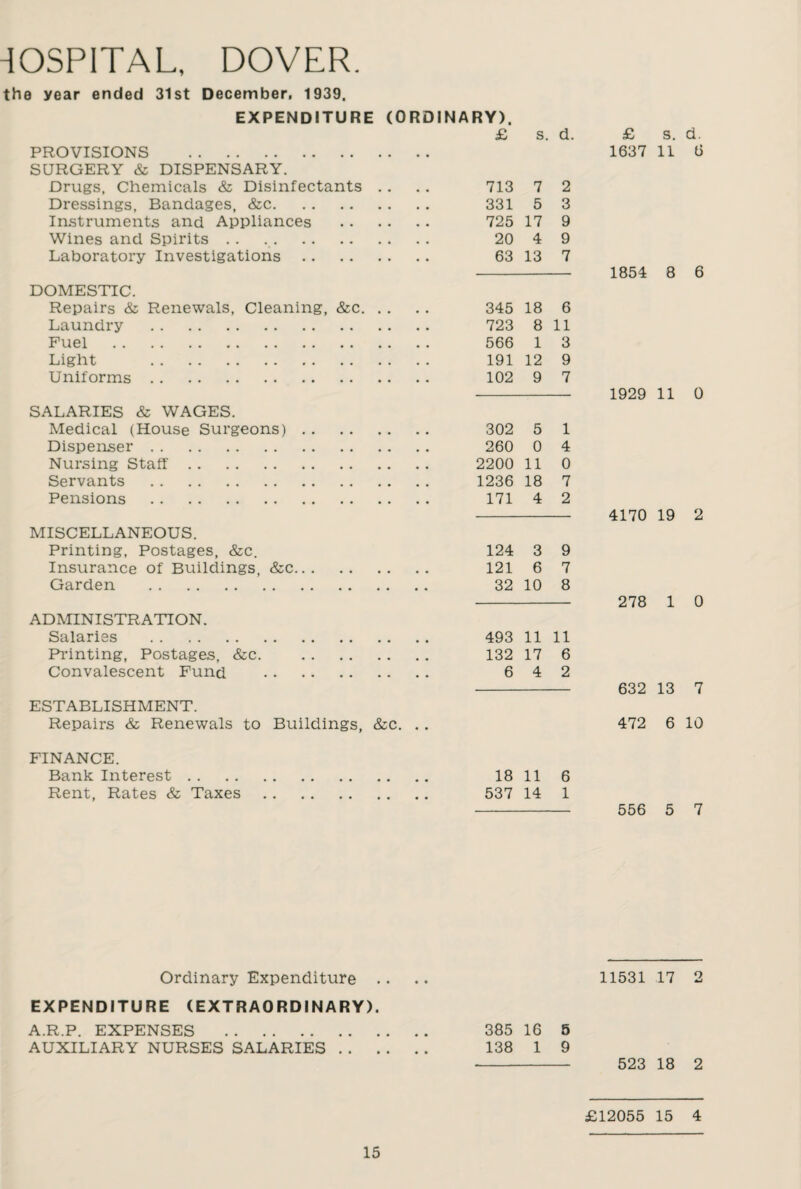 HOSPITAL, DOVER.
the year ended 31st December, 1939.
EXPENDITURE (ORDINARY).
£ s. d. £ s. d.
PROVISIONS .. .. .. .. .. .. .. .. 1637 11 6
SURGERY & DISPENSARY.
Drugs, Chemicals & Disinfectants .. .. 713 7 2
Dressings, Bandages, &c. .. .. .. .. .. 331 5 3
Instruments and Appliances .. .. .. .. 725 17 9
Wines and Spirits .. .. .. .. .. .. .. 20 4 9
Laboratory Investigations .. .. .. .. .. 63 13 7
1854 8 6
DOMESTIC.
Repairs & Renewals, Cleaning, &c. .. .. 345 18 6
Laundry .. .. .. .. .. .. .. .. .. 723 8 11
Fuel .. .. .. .. .. .. .. .. .. .. 566 1 3
Light .. .. .. .. .. .. .. .. .. 191 12 9
Uniforms .. .. .. .. .. .. .. .. .. 102 9 7
1929 11 0
SALARIES & WAGES.
Medical (House Surgeons) .. .. .. .. .. 302 5 1
Dispenser .. .. .. .. .. .. .. .. .. 260 0 4
Nursing Staff .. .. .. .. .. .. .. .. 2200 11 0
Servants .. .. .. .. .. .. .. .. .. 1236 18 7
Pensions .. .. .. .. .. .. .. .. .. 171 4 2
4170 19 2
MISCELLANEOUS.
Printing, Postages, &c. 124 3 9
Insurance of Buildings, &c... .. .. .. .. 121 6 7
Garden .. .. .. .. .. .. .. .. .. 32 10 8
278 1 0
ADMINISTRATION.
Salaries .. .. .. .. .. .. .. .. .. 493 11 11
Printing, Postages, &c. .. .. .. .. .. 132 17 6
Convalescent Fund .. .. .. .. .. .. 6 4 2
632 13 7
ESTABLISHMENT.
Repairs & Renewals to Buildings, &c. .. 472 6 10
FINANCE.
Bank Interest .. .. .. .. .. .. .. .. 18 11 6
Rent, Rates & Taxes .. .. .. .. .. .. 537 14 1
556 5 7
Ordinary Expenditure .. .. 11531 17 2
EXPENDITURE (EXTRAORDINARY).
A.R.P. EXPENSES .. .. .. .. .. .. .. 385 16 5
AUXILIARY NURSES SALARIES .. .. .. .. 138 1 9
523 18 2
£12055 15 4
15